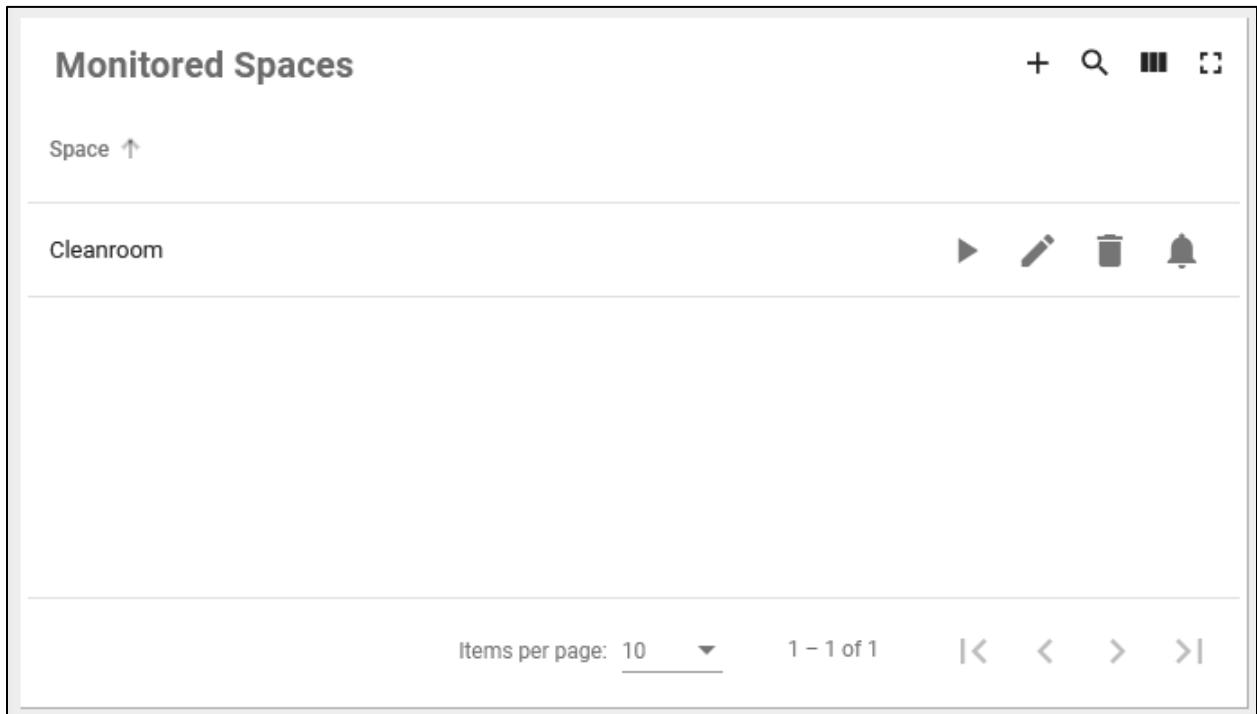 Monitored Spaces
Space
Cleanroom
Items per page: 10 1 – 1 of 1